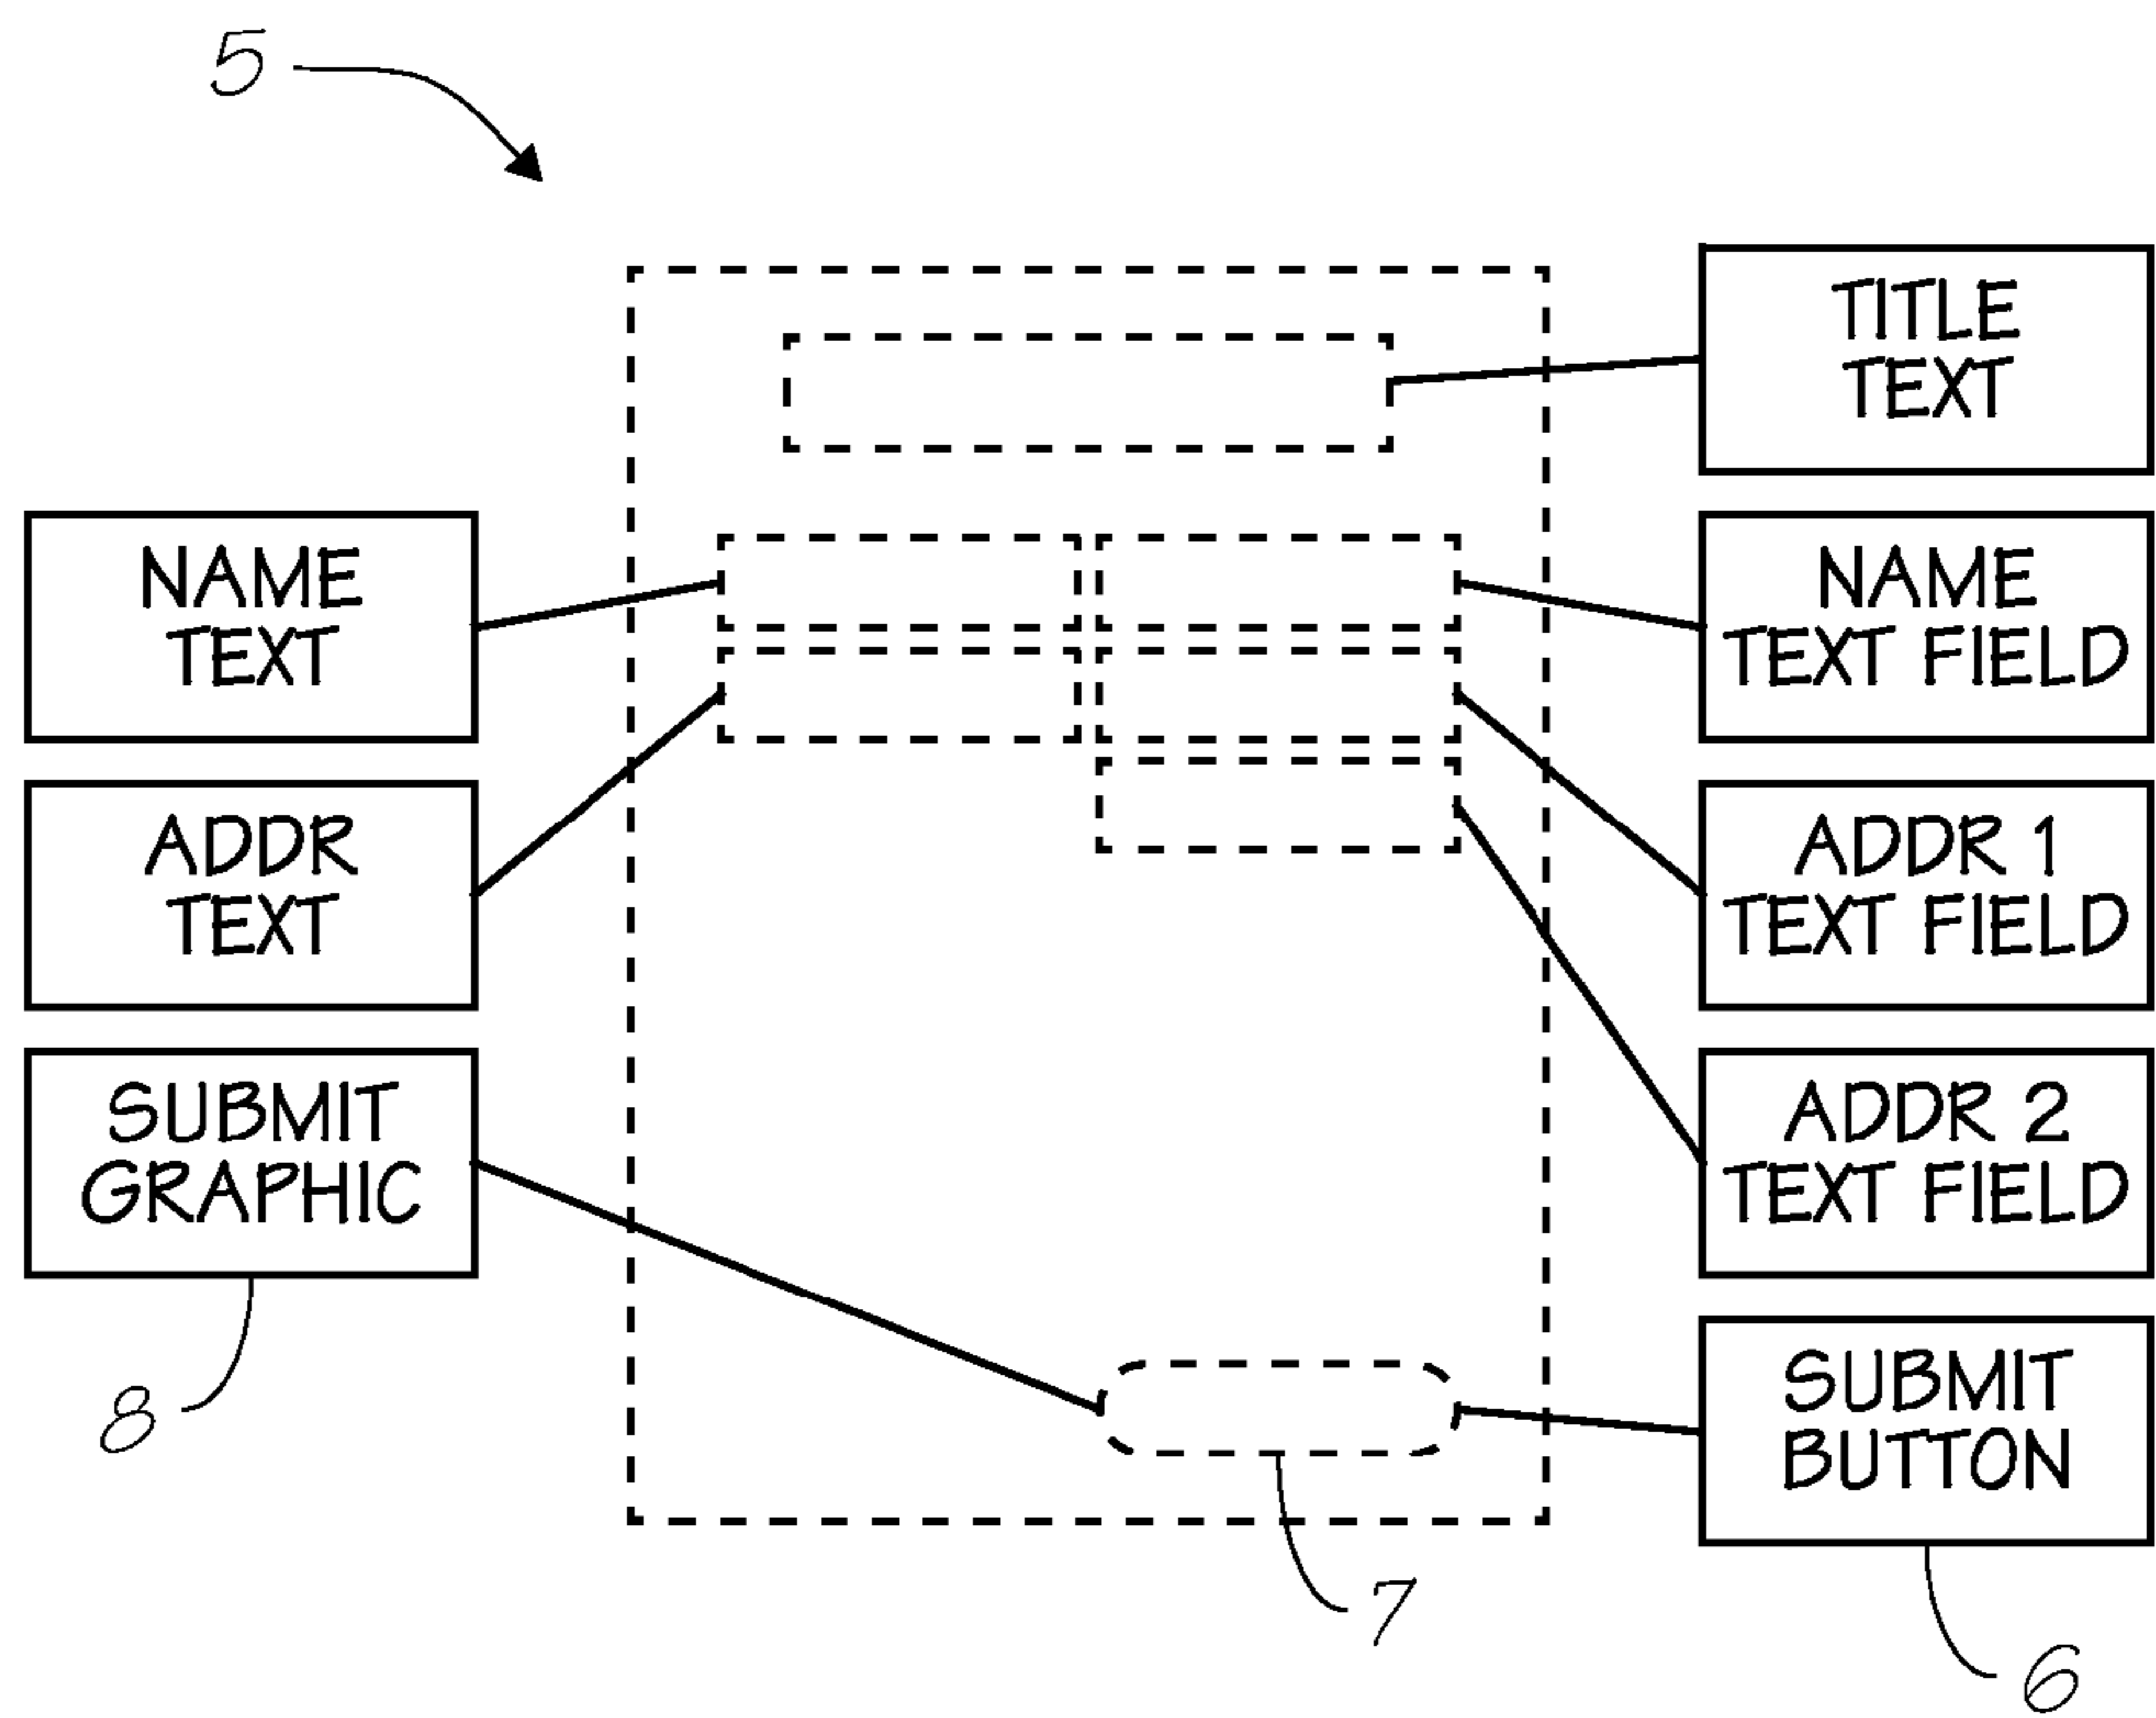 5
TITLE
TEXT
NAME
TEXT
NAME
TEXT FIELD
ADDR
TEXT
ADDR 1
TEXT FIELD
SUBMIT
GRAPHIC
ADDR 2
TEXT FIELD
SUBMIT
BUTTON
8
7
6